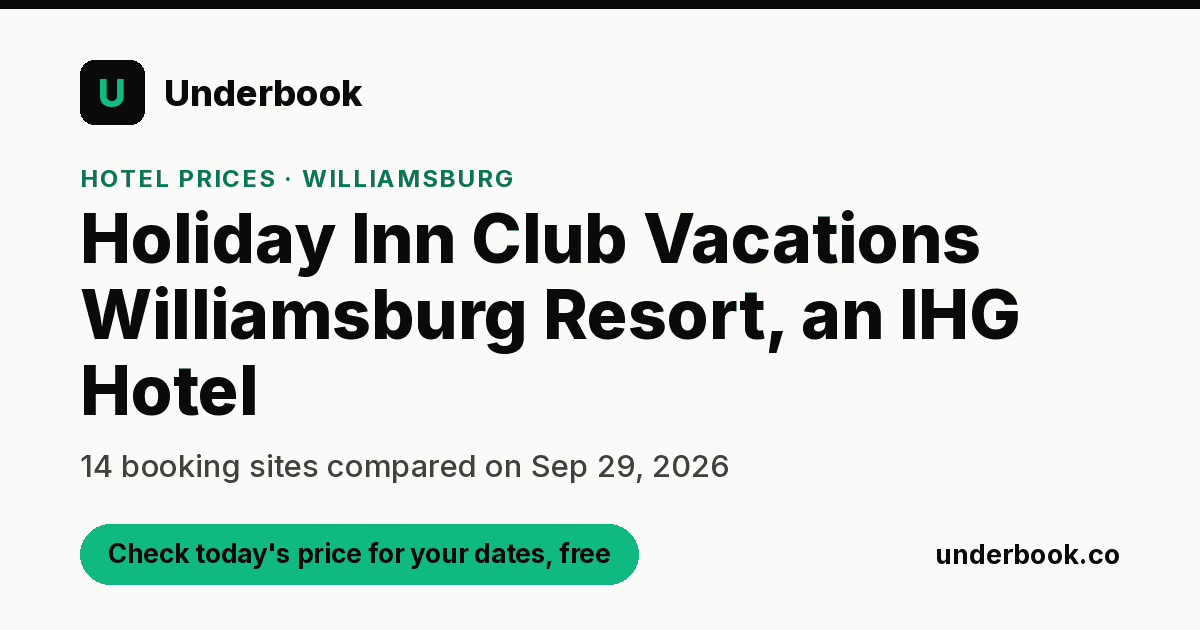 U
Underbook
HOTEL PRICES · WILLIAMSBURG
Holiday Inn Club Vacations
Williamsburg Resort, an IHG
Hotel
14 booking sites compared on Sep 29, 2026
Check today's price for your dates, free
underbook.co